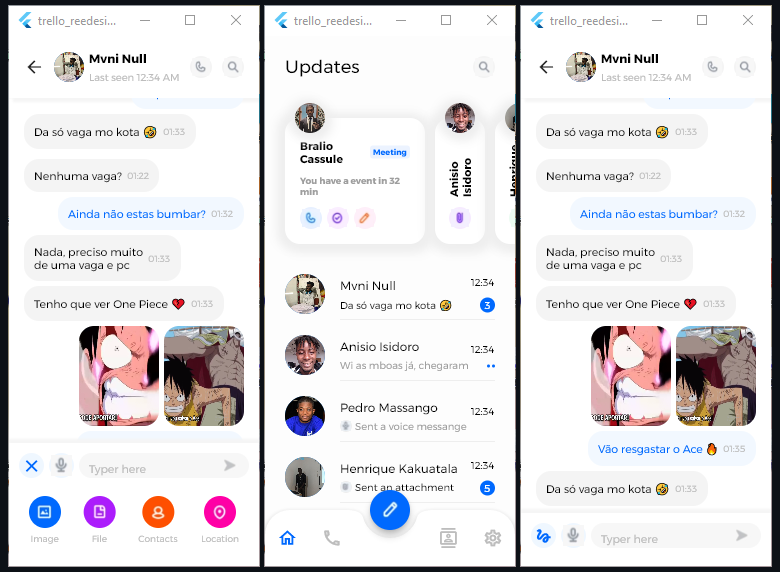 trello_reedesi...
Mvni Null
Last seen 12:34 AM
Da só vaga mo kota 🤣 01:33
Nenhuma vaga? 01:22
Ainda não estas bumbar? 01:32
Nada, preciso muito
de uma vaga e pc 01:33
Tenho que ver One Piece 💔 01:33
Typer here
Image File Contacts Location
trello_reedesi...
Updates
Bralio
Cassule
Meeting
You have a event in 32
min
Anisio
Isidoro
Henrique
Mvni Null 12:34
Da só vaga mo kota 🤣 3
Anisio Isidoro 12:34
Wi as mboas já, chegaram
Pedro Massango 12:34
Sent a voice messange
Henrique Kakuatala 12:34
Sent an attachment 5
trello_reedesi...
Mvni Null
Last seen 12:34 AM
Da só vaga mo kota 🤣 01:33
Nenhuma vaga? 01:22
Ainda não estas bumbar? 01:32
Nada, preciso muito
de uma vaga e pc 01:33
Tenho que ver One Piece 💔 01:33
Vão resgastar o Ace 🔥 01:35
Da só vaga mo kota 🤣 01:33
Typer here